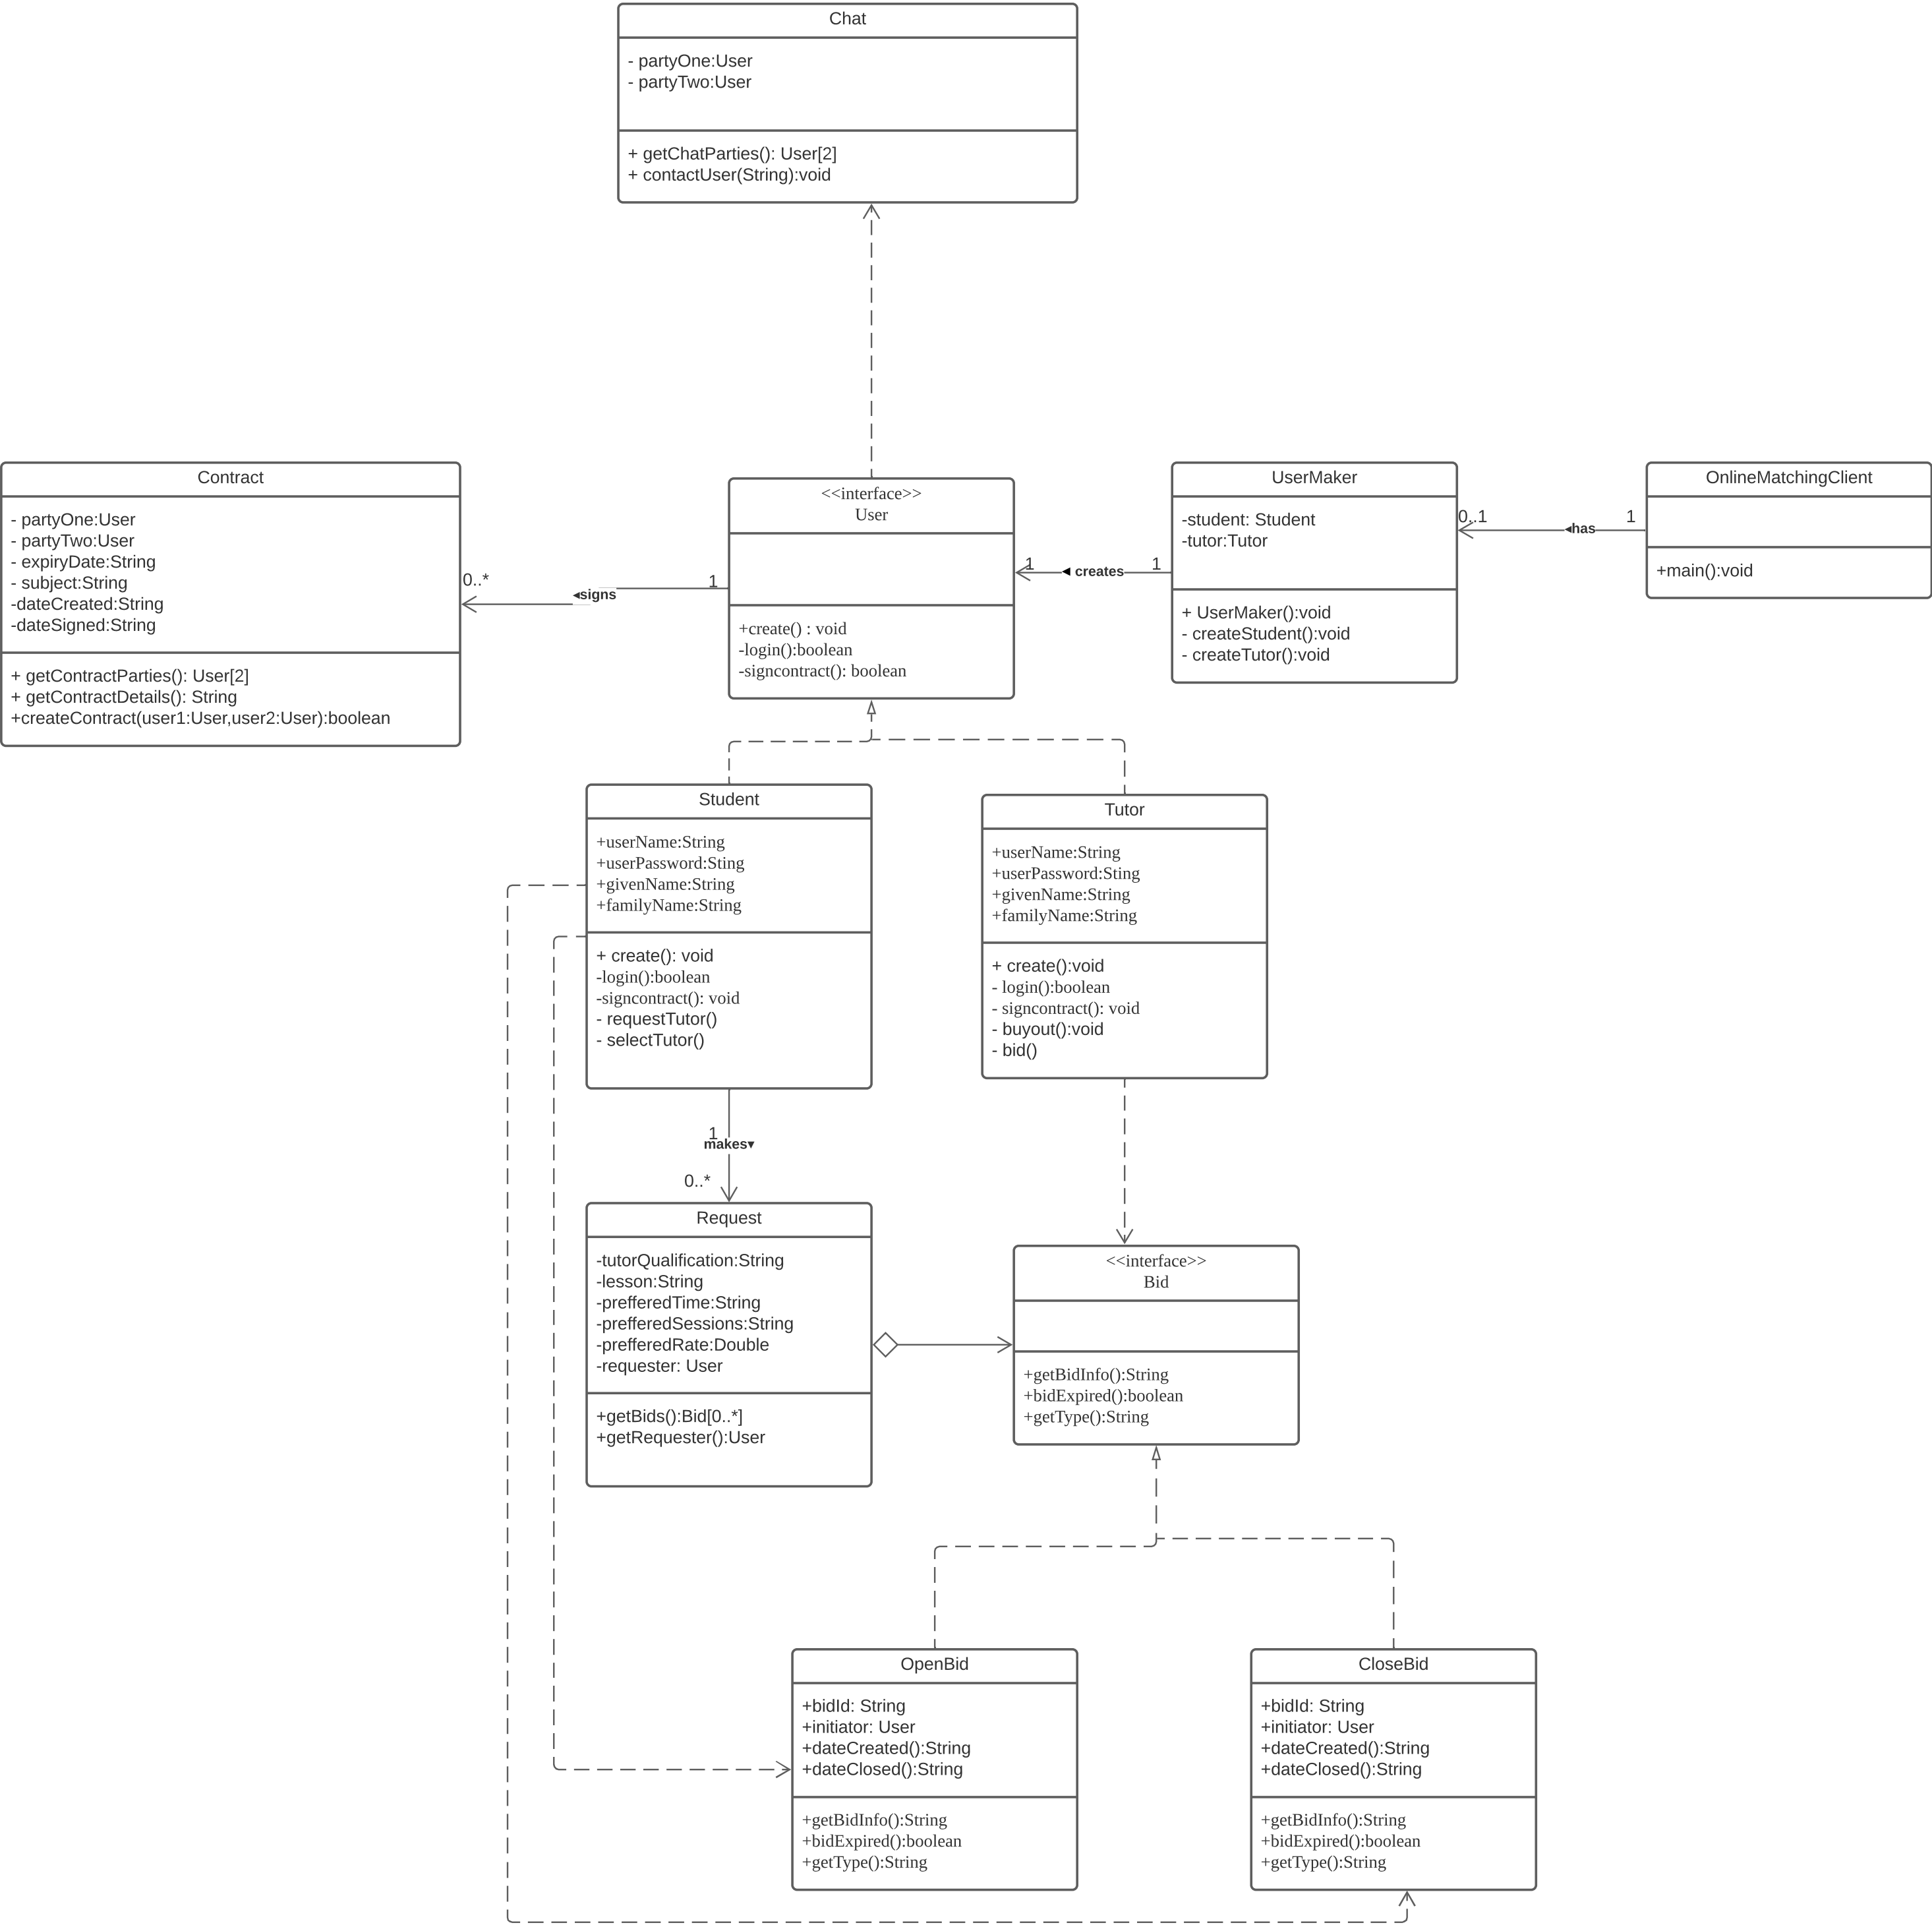 Chat
- partyOne:User
- partyTwo:User
+ getChatParties(): User[2]
+ contactUser(String):void
Contract
- partyOne:User
- partyTwo:User
- expiryDate:String
- subject:String
-dateCreated:String
-dateSigned:String
+ getContractParties(): User[2]
+ getContractDetails(): String
+createContract(user1:User,user2:User):boolean
0..*
◂signs
1
<<interface>>
User
+create() : void
-login():boolean
-signcontract(): boolean
1
◂ creates
1
UserMaker
-student: Student
-tutor:Tutor
+ UserMaker():void
- createStudent():void
- createTutor():void
0..1
◂has
1
OnlineMatchingClient
+main():void
Student
+userName:String
+userPassword:Sting
+givenName:String
+familyName:String
+ create(): void
-login():boolean
-signcontract(): void
- requestTutor()
- selectTutor()
Tutor
+userName:String
+userPassword:Sting
+givenName:String
+familyName:String
+ create():void
- login():boolean
- signcontract(): void
- buyout():void
- bid()
1
makes▾
0..*
Request
-tutorQualification:String
-lesson:String
-prefferedTime:String
-prefferedSessions:String
-prefferedRate:Double
-requester: User
+getBids():Bid[0..*]
+getRequester():User
<<interface>>
Bid
+getBidInfo():String
+bidExpired():boolean
+getType():String
OpenBid
+bidId: String
+initiator: User
+dateCreated():String
+dateClosed():String
+getBidInfo():String
+bidExpired():boolean
+getType():String
CloseBid
+bidId: String
+initiator: User
+dateCreated():String
+dateClosed():String
+getBidInfo():String
+bidExpired():boolean
+getType():String